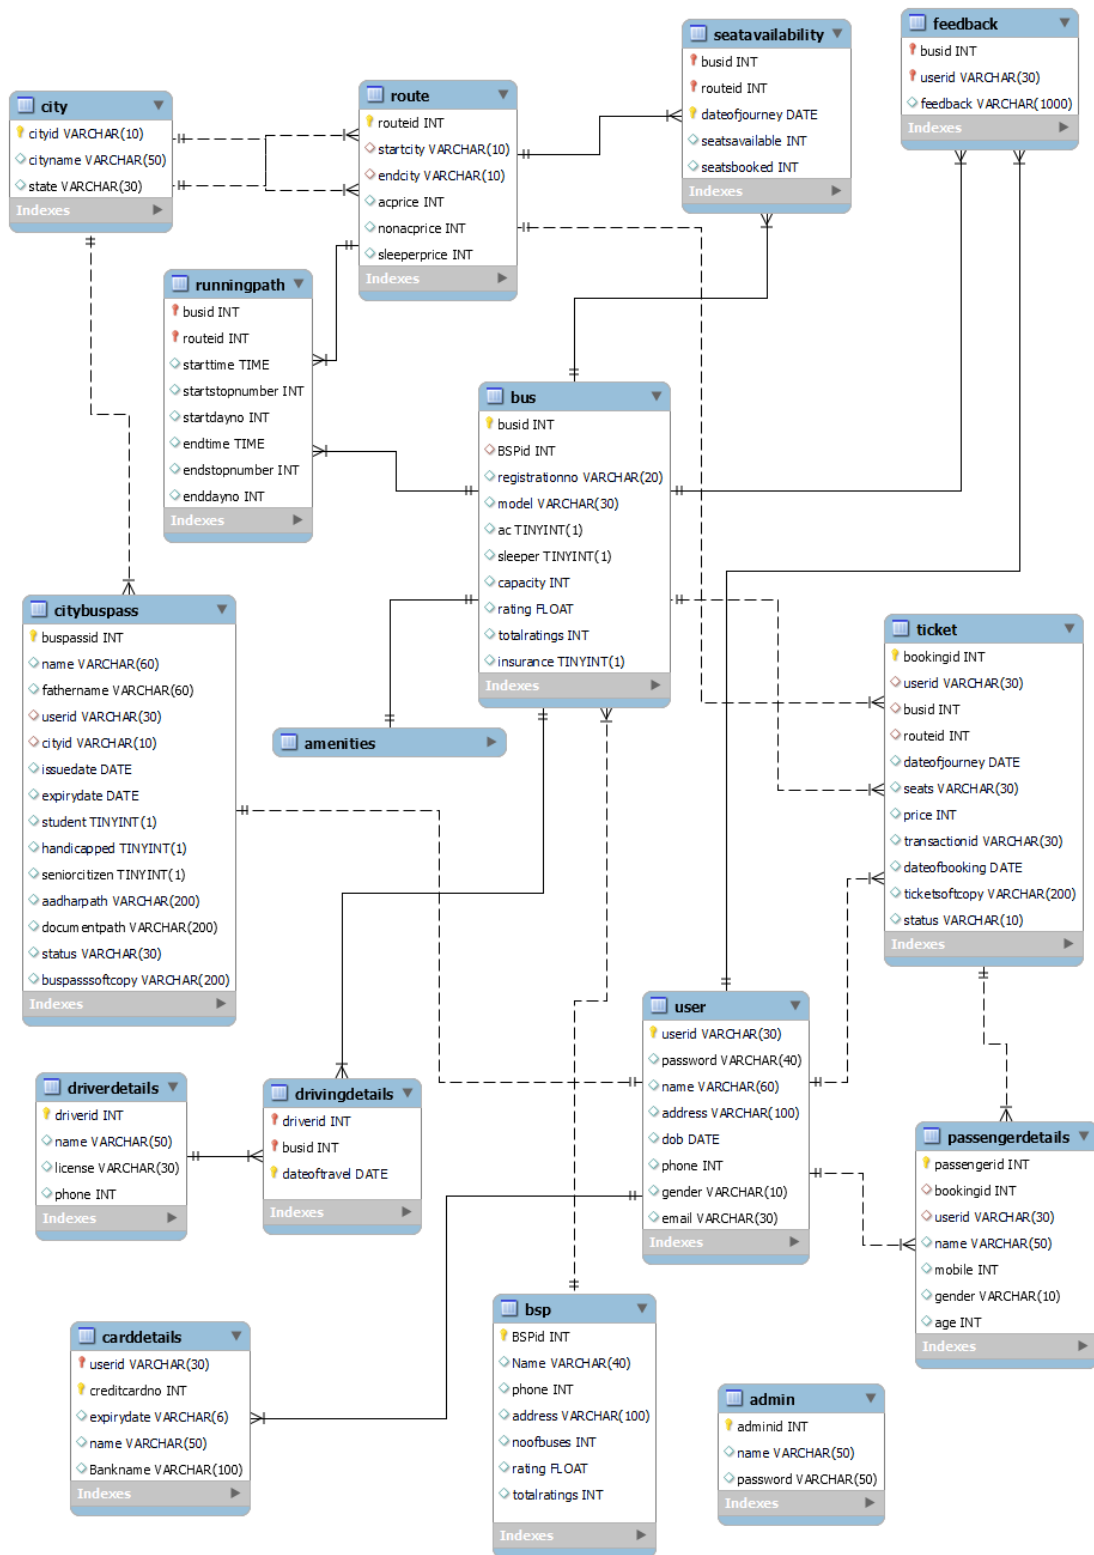 city
cityid VARCHAR(10)
cityname VARCHAR(50)
state VARCHAR(30)
Indexes
route
routeid INT
startcity VARCHAR(10)
endcity VARCHAR(10)
acprice INT
nonacprice INT
sleeperprice INT
Indexes
seatavailability
busid INT
routeid INT
dateofjourney DATE
seatsavailable INT
seatsbooked INT
Indexes
feedback
busid INT
userid VARCHAR(30)
feedback VARCHAR(1000)
Indexes
runningpath
busid INT
routeid INT
starttime TIME
startstopnumber INT
startdayno INT
endtime TIME
endstopnumber INT
enddayno INT
Indexes
bus
busid INT
BSPid INT
registrationno VARCHAR(20)
model VARCHAR(30)
ac TINYINT(1)
sleeper TINYINT(1)
capacity INT
rating FLOAT
totalratings INT
insurance TINYINT(1)
Indexes
citybuspass
buspassid INT
name VARCHAR(60)
fathername VARCHAR(60)
userid VARCHAR(30)
cityid VARCHAR(10)
issuedate DATE
expirydate DATE
student TINYINT(1)
handicapped TINYINT(1)
seniorcitizen TINYINT(1)
aadharpath VARCHAR(200)
documentpath VARCHAR(200)
status VARCHAR(30)
buspasssoftcopy VARCHAR(200)
Indexes
amenities
ticket
bookingid INT
userid VARCHAR(30)
busid INT
routeid INT
dateofjourney DATE
seats VARCHAR(30)
price INT
transactionid VARCHAR(30)
dateofbooking DATE
ticketsoftcopy VARCHAR(200)
status VARCHAR(10)
Indexes
driverdetails
driverid INT
name VARCHAR(50)
license VARCHAR(30)
phone INT
Indexes
drivingdetails
driverid INT
busid INT
dateoftravel DATE
Indexes
user
userid VARCHAR(30)
password VARCHAR(40)
name VARCHAR(60)
address VARCHAR(100)
dob DATE
phone INT
gender VARCHAR(10)
email VARCHAR(30)
Indexes
passengerdetails
passengerid INT
bookingid INT
userid VARCHAR(30)
name VARCHAR(50)
mobile INT
gender VARCHAR(10)
age INT
Indexes
carddetails
userid VARCHAR(30)
creditcardno INT
expirydate VARCHAR(6)
name VARCHAR(50)
Bankname VARCHAR(100)
Indexes
bsp
BSPid INT
Name VARCHAR(40)
phone INT
address VARCHAR(100)
noofbuses INT
rating FLOAT
totalratings INT
Indexes
admin
adminid INT
name VARCHAR(50)
password VARCHAR(50)
Indexes